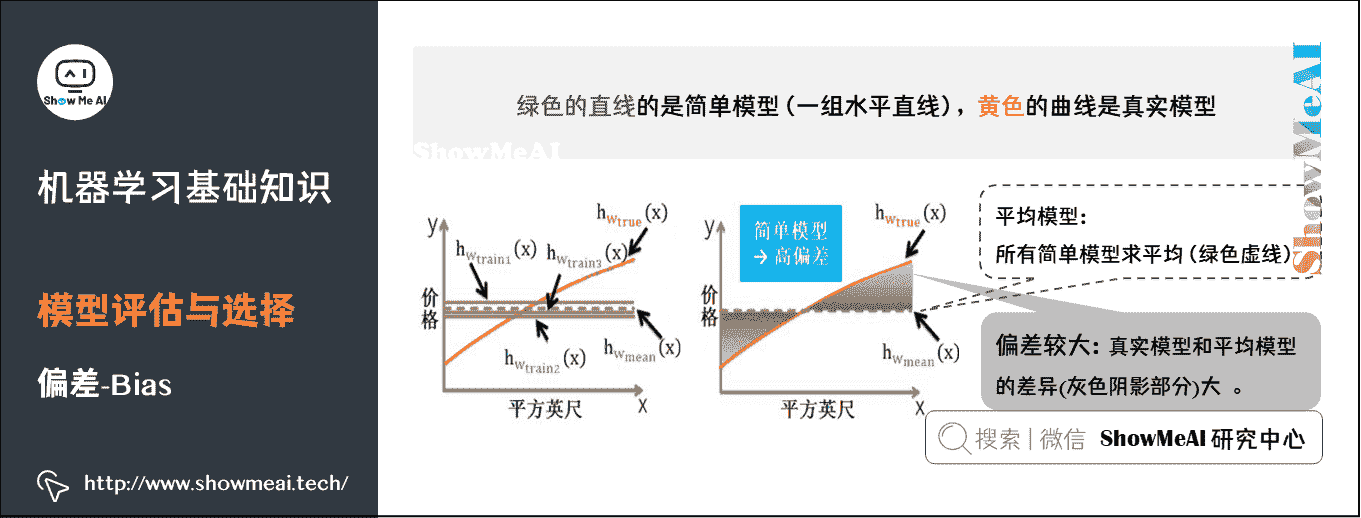 Show Me AI
机器学习基础知识
模型评估与选择
偏差-Bias
http://www.showmeai.tech/
绿色的直线的是简单模型(一组水平直线)，黄色的曲线是真实模型
ShowMeAI
ShowMeAI
y
h_{w_{train1}}(x)
h_{w_{train3}}(x)
h_{w_{true}}(x)
价格
h_{w_{train2}}(x)
h_{w_{mean}}(x)
平方英尺
x
y
简单模型
→ 高偏差
h_{w_{true}}(x)
价格
h_{w_{mean}}(x)
平方英尺
x
平均模型：
所有简单模型求平均(绿色虚线)
偏差较大：真实模型和平均模型
的差异(灰色阴影部分)大 。
搜索 | 微信 ShowMeAI 研究中心